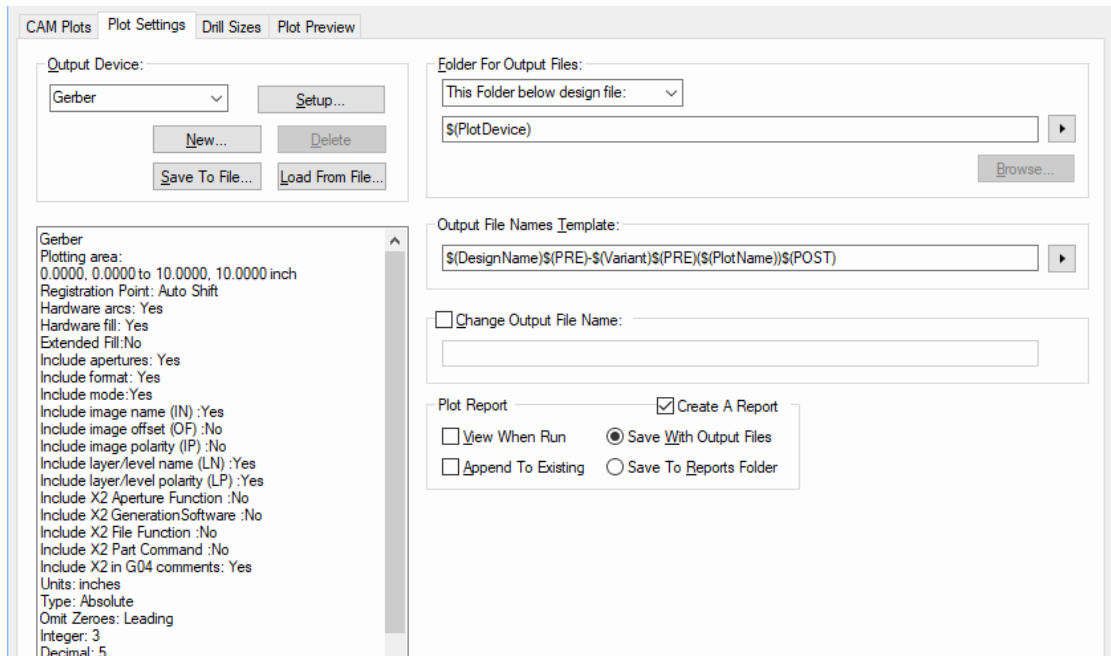 CAM Plots
Plot Settings
Drill Sizes
Plot Preview
Output Device:
Gerber
Setup...
New...
Delete
Save To File...
Load From File...
Gerber
Plotting area:
0.0000, 0.0000 to 10.0000, 10.0000 inch
Registration Point: Auto Shift
Hardware arcs: Yes
Hardware fill: Yes
Extended Fill:No
Include apertures: Yes
Include format: Yes
Include mode:Yes
Include image name (IN) :Yes
Include image offset (OF) :No
Include image polarity (IP) :No
Include layer/level name (LN) :Yes
Include layer/level polarity (LP) :Yes
Include X2 Aperture Function :No
Include X2 GenerationSoftware :No
Include X2 File Function :No
Include X2 Part Command :No
Include X2 in G04 comments: Yes
Units: inches
Type: Absolute
Omit Zeroes: Leading
Integer: 3
Decimal: 5
Folder For Output Files:
This Folder below design file:
$(PlotDevice)
Browse...
Output File Names Template:
$(DesignName)$(PRE)-$(Variant)$(PRE)($(PlotName))$(POST)
Change Output File Name:
Plot Report
Create A Report
View When Run
Save With Output Files
Append To Existing
Save To Reports Folder